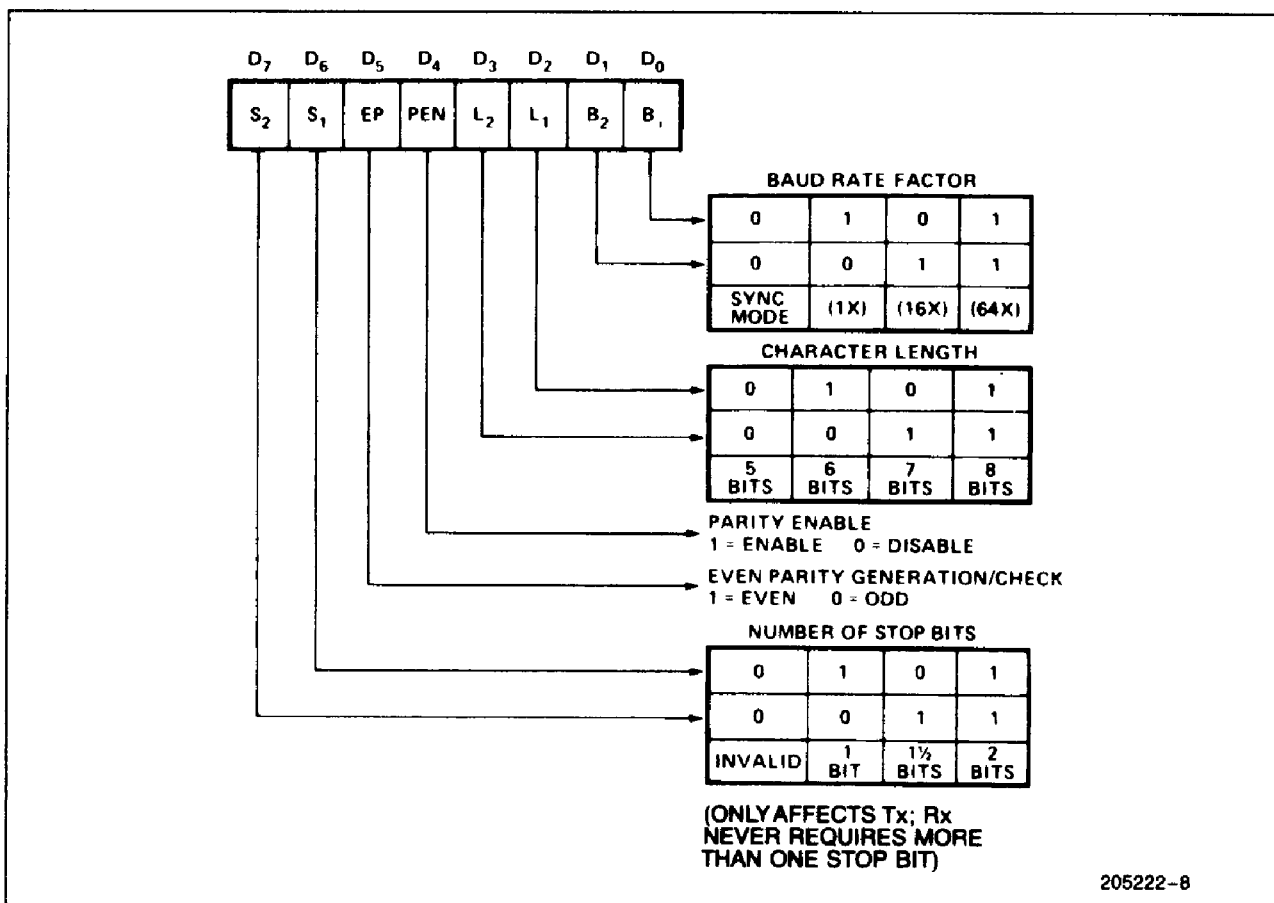 D7 D6 D5 D4 D3 D2 D1 D0
S2 S1 EP PEN L2 L1 B2 B1
BAUD RATE FACTOR
0 1 0 1
0 0 1 1
SYNC MODE (1X) (16X) (64X)
CHARACTER LENGTH
0 1 0 1
0 0 1 1
5 BITS 6 BITS 7 BITS 8 BITS
PARITY ENABLE
1 = ENABLE 0 = DISABLE
EVEN PARITY GENERATION/CHECK
1 = EVEN 0 = ODD
NUMBER OF STOP BITS
0 1 0 1
0 0 1 1
INVALID 1 BIT 1½ BITS 2 BITS
(ONLY AFFECTS Tx; Rx
NEVER REQUIRES MORE
THAN ONE STOP BIT)
205222-8